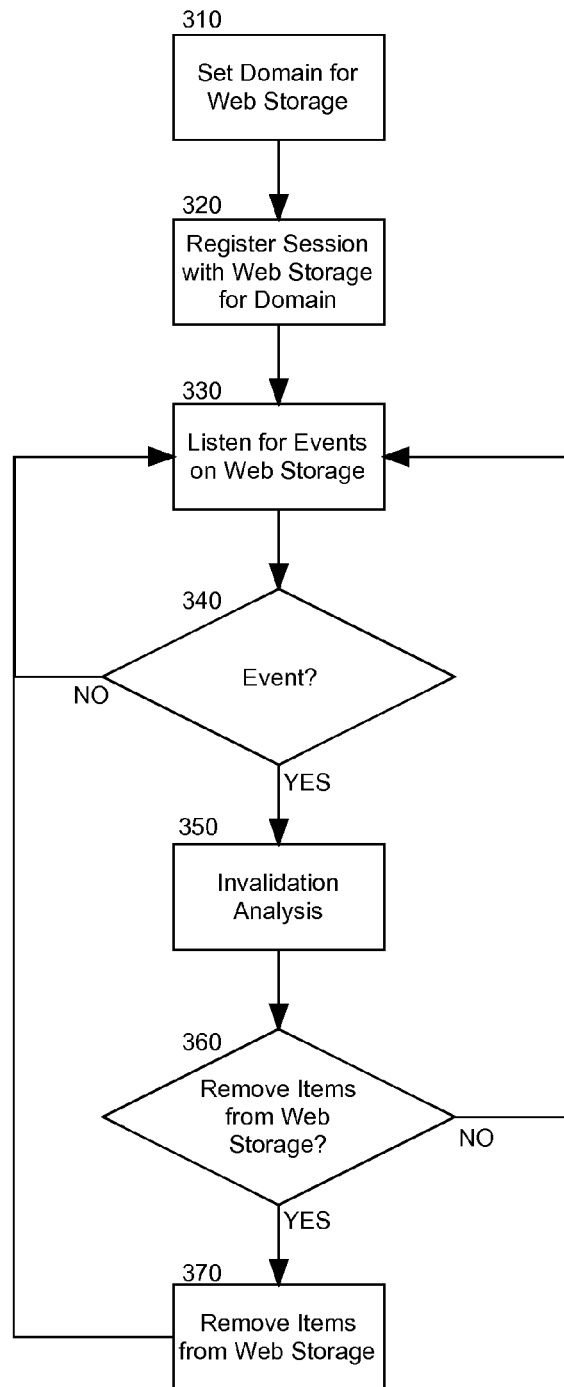 310
Set Domain for
Web Storage
320
Register Session
with Web Storage
for Domain
330
Listen for Events
on Web Storage
340
Event?
NO
YES
350
Invalidation
Analysis
360
Remove Items
from Web
Storage?
NO
YES
370
Remove Items
from Web Storage